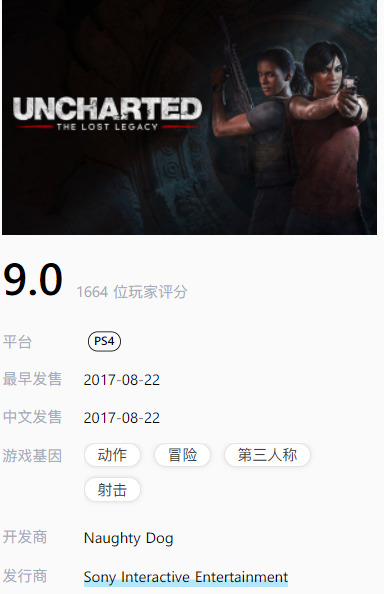 UNCHARTED
THE LOST LEGACY
9.0 1664 位玩家评分
平台 PS4
最早发售 2017-08-22
中文发售 2017-08-22
游戏基因 动作 冒险 第三人称
射击
开发商 Naughty Dog
发行商 Sony Interactive Entertainment